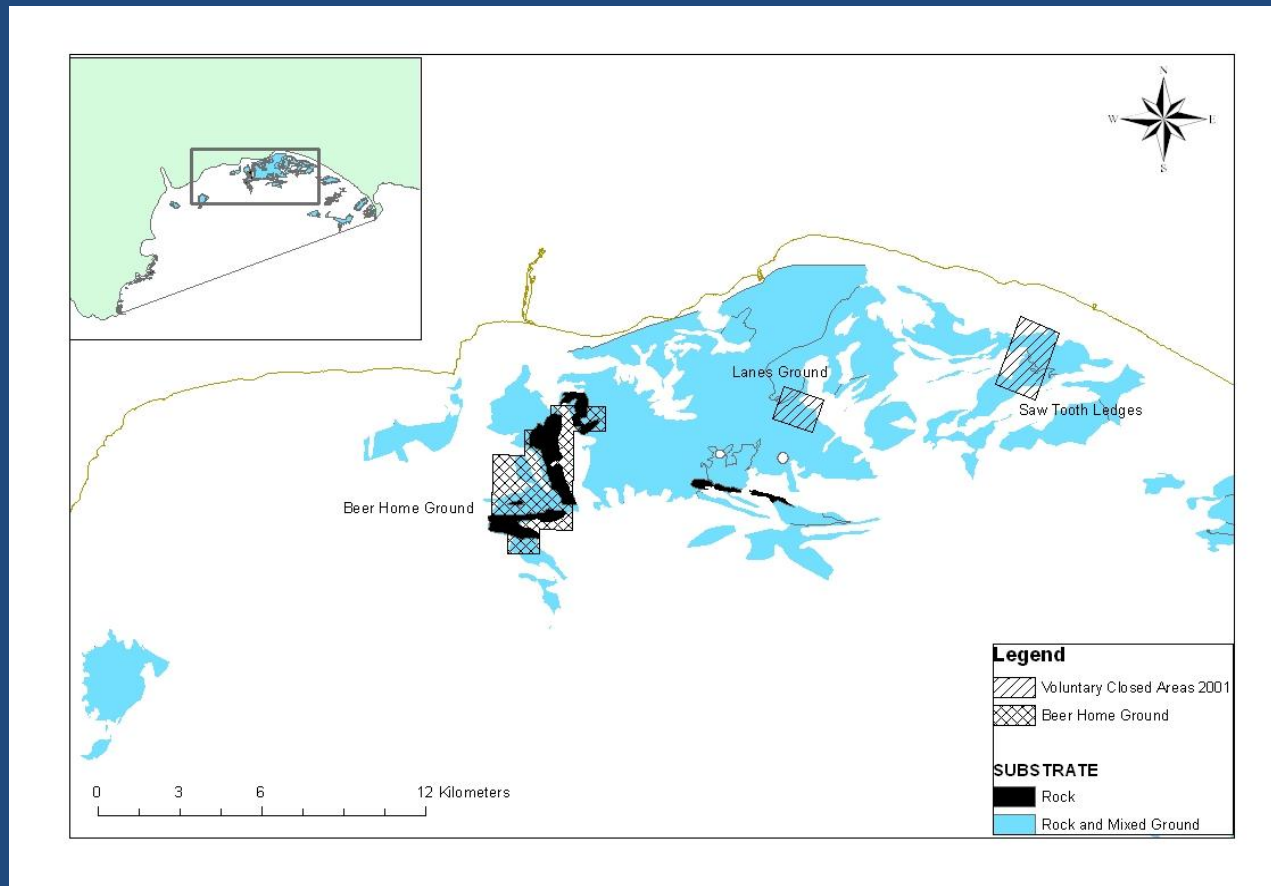 N
W E
S
Lanes Ground
Saw Tooth Ledges
Beer Home Ground
Legend
Voluntary Closed Areas 2001
Beer Home Ground
SUBSTRATE
Rock
Rock and Mixed Ground
0 3 6 12 Kilometers